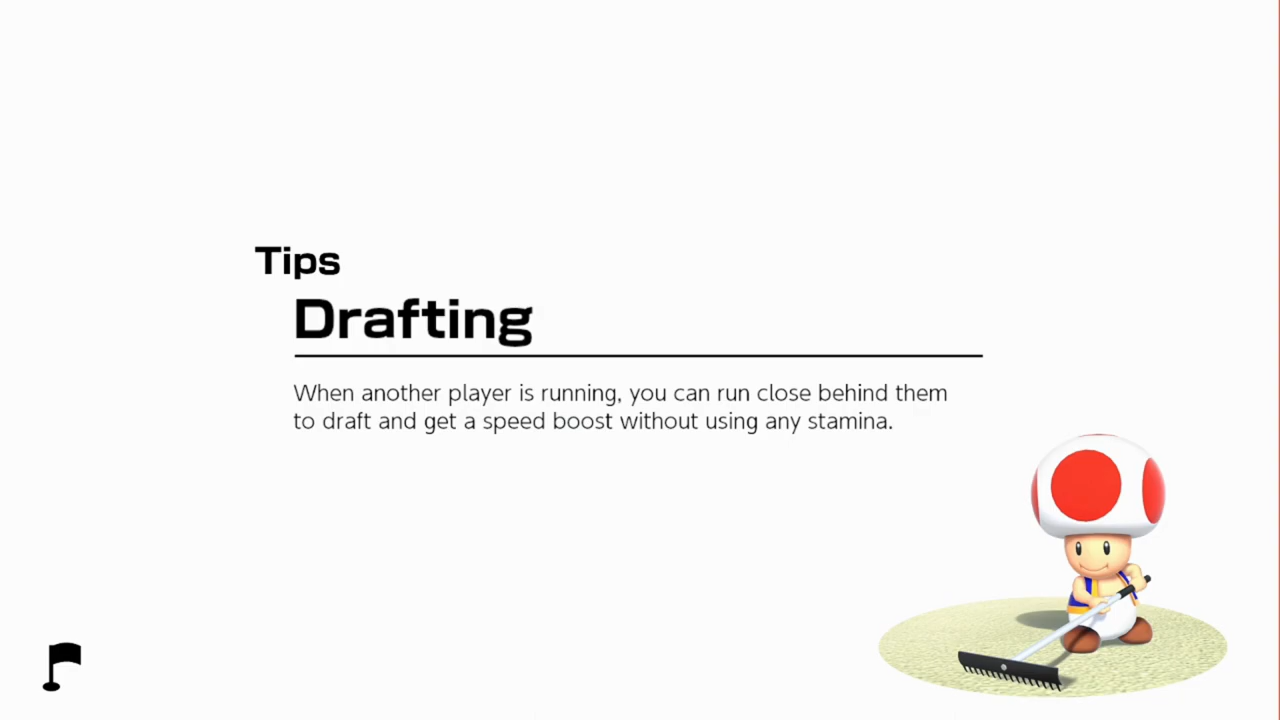 Tips
Drafting
When another player is running, you can run close behind them
to draft and get a speed boost without using any stamina.